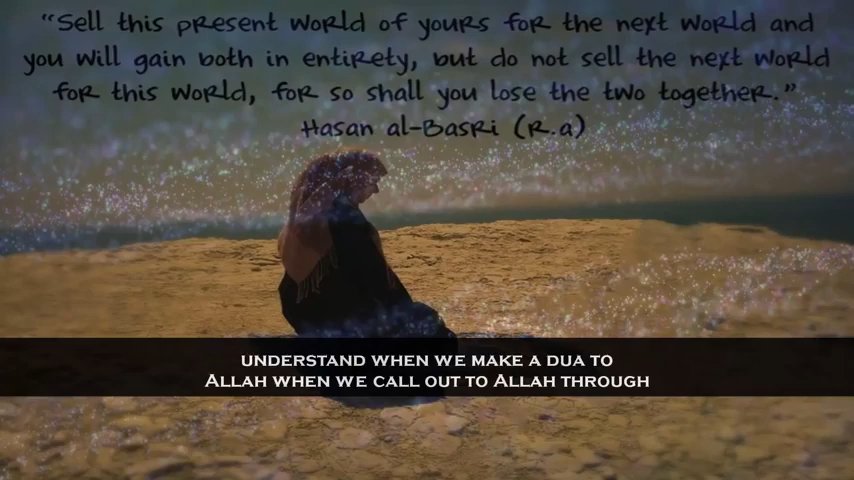 "Sell this present world of yours for the next world and
you will gain both in entirety, but do not sell the next world
for this world, for so shall you lose the two together."
Hasan al-Basri (R.a)
UNDERSTAND WHEN WE MAKE A DUA TO
ALLAH WHEN WE CALL OUT TO ALLAH THROUGH